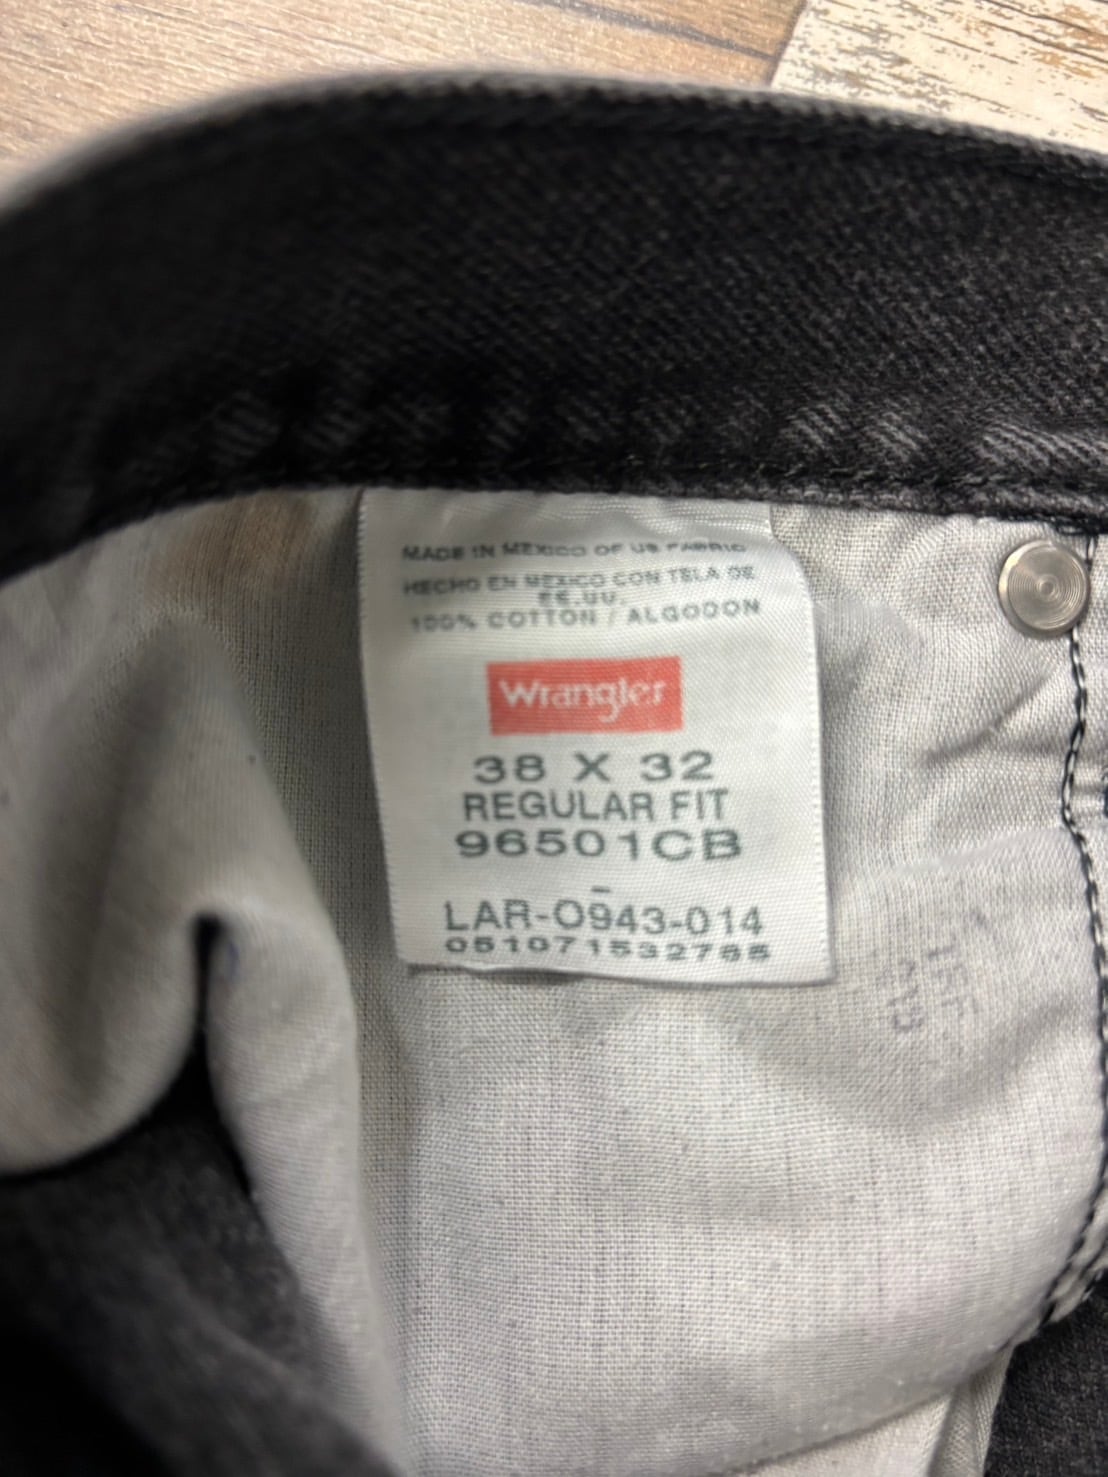 MADE IN MEXICO OF US FABRIC
HECHO EN MEXICO CON TELA DE
EE.UU.
100% COTTON / ALGODON
Wrangler
38 X 32
REGULAR FIT
96501CB
-
LAR-O943-014
051071532785